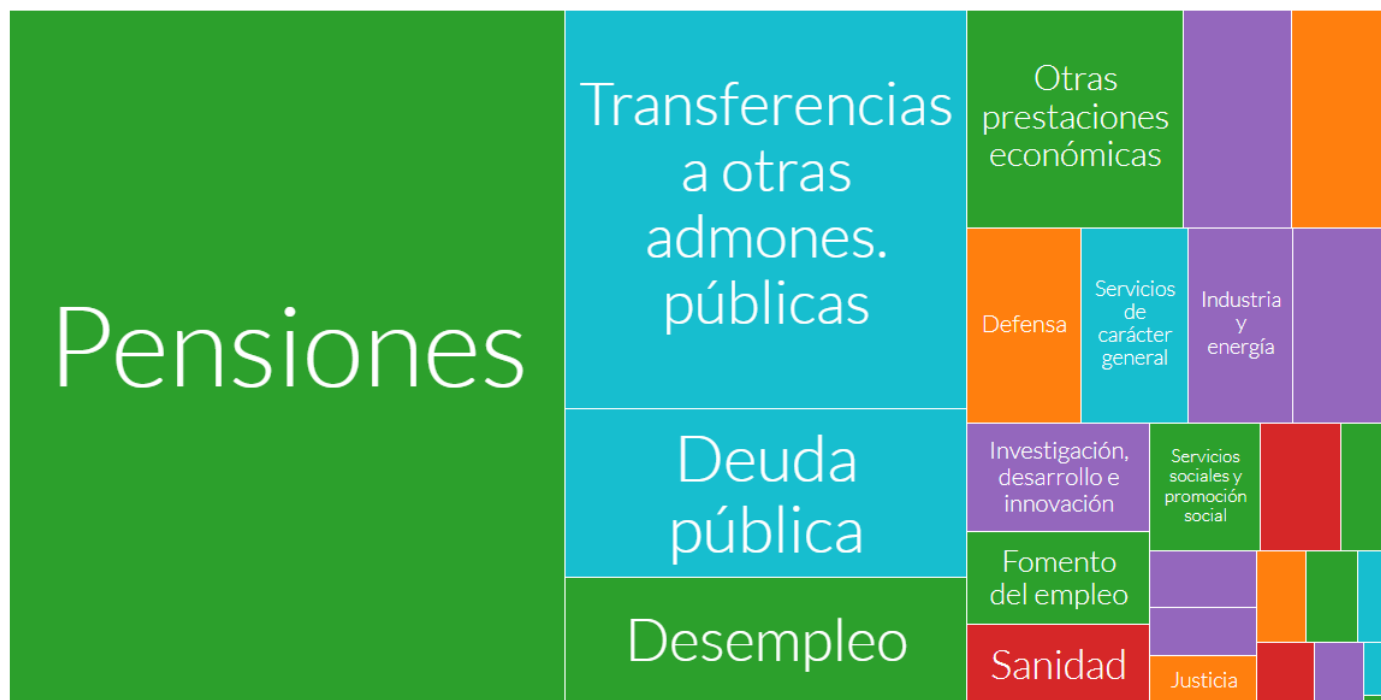 Pensiones
Transferencias
a otras
admones.
públicas
Deuda
pública
Desempleo
Otras
prestaciones
económicas
Defensa
Servicios
de
carácter
general
Industria
y
energía
Investigación,
desarrollo e
innovación
Servicios
sociales y
promoción
social
Fomento
del empleo
Sanidad
Justicia